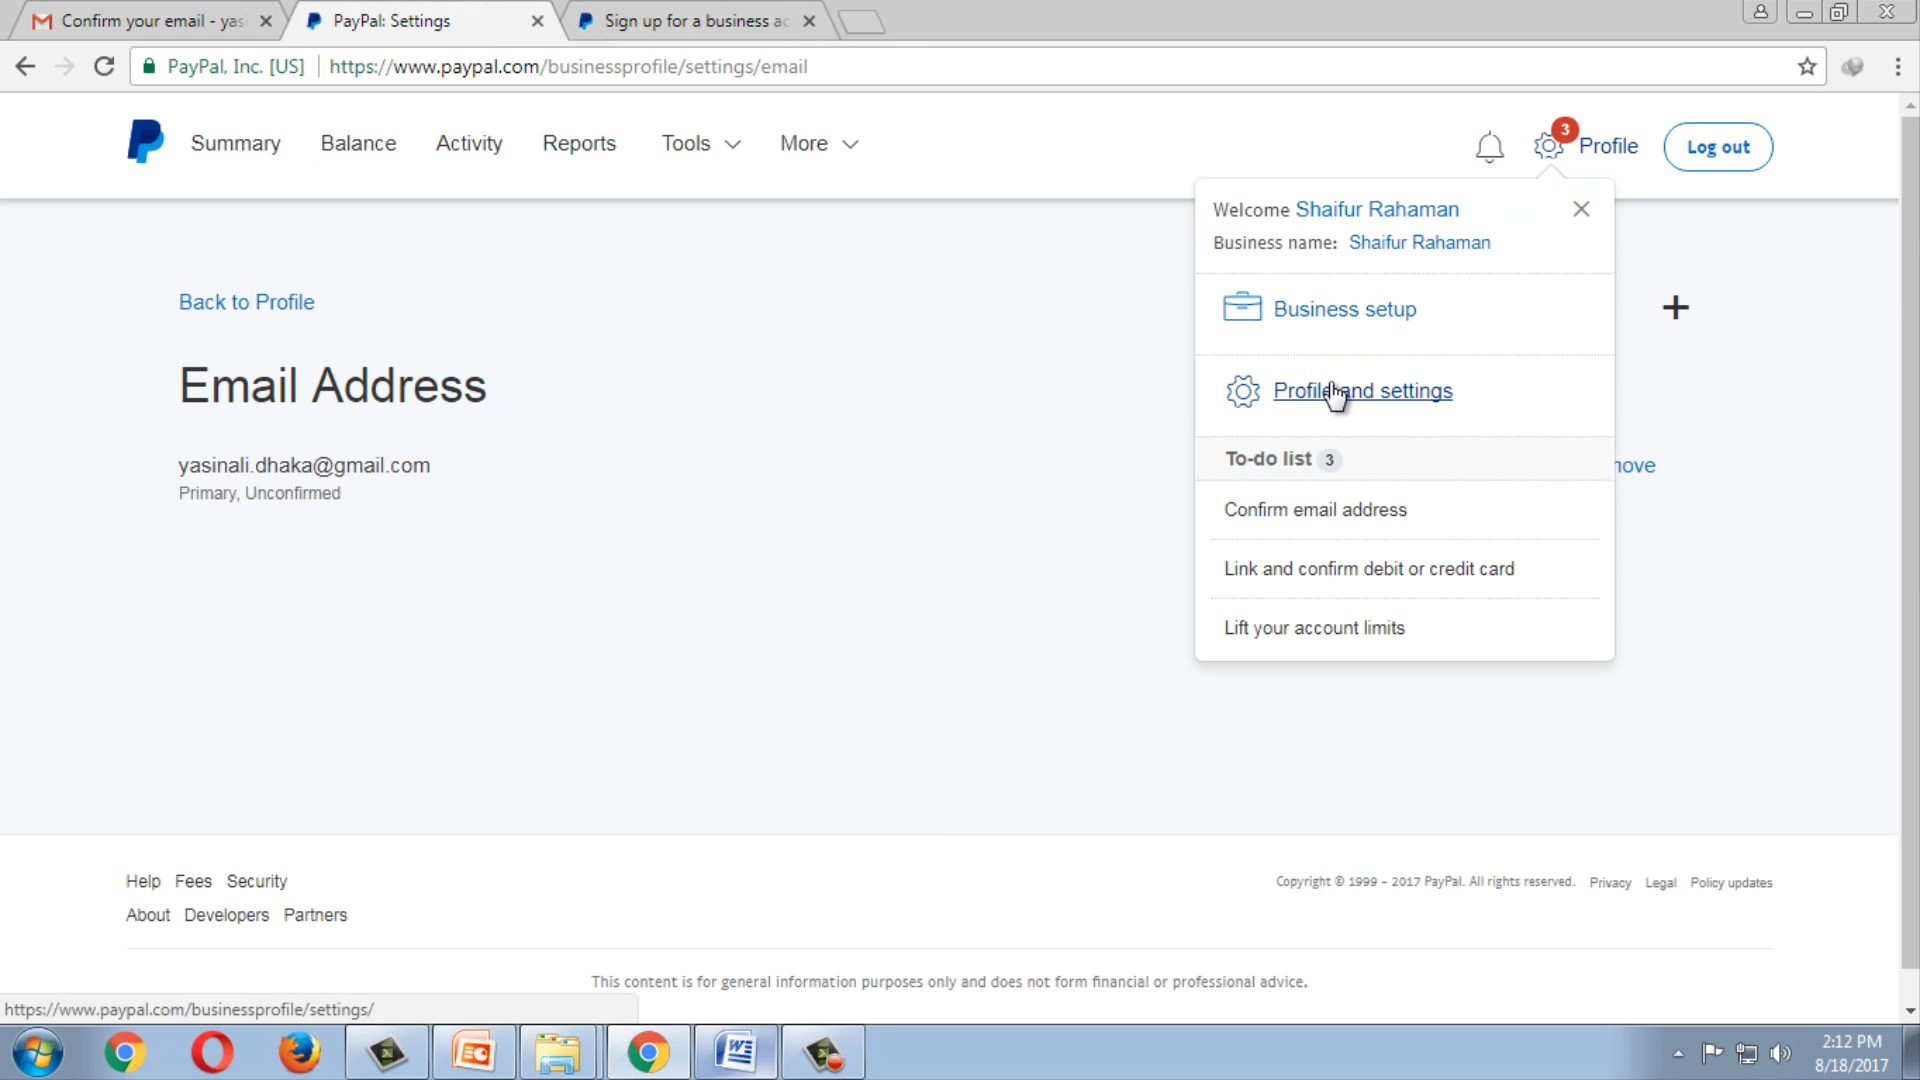 Confirm your email - yas
PayPal: Settings
Sign up for a business ac
PayPal, Inc. [US]
https://www.paypal.com/businessprofile/settings/email
Summary
Balance
Activity
Reports
Tools
More
3
Profile
Log out
Welcome Shaifur Rahaman
Business name: Shaifur Rahaman
Business setup
Profile and settings
To-do list 3
Confirm email address
Link and confirm debit or credit card
Lift your account limits
Back to Profile
Email Address
yasinali.dhaka@gmail.com
Primary, Unconfirmed
move
Help Fees Security
About Developers Partners
Copyright © 1999 – 2017 PayPal. All rights reserved. Privacy Legal Policy updates
This content is for general information purposes only and does not form financial or professional advice.
https://www.paypal.com/businessprofile/settings/
2:12 PM
8/18/2017